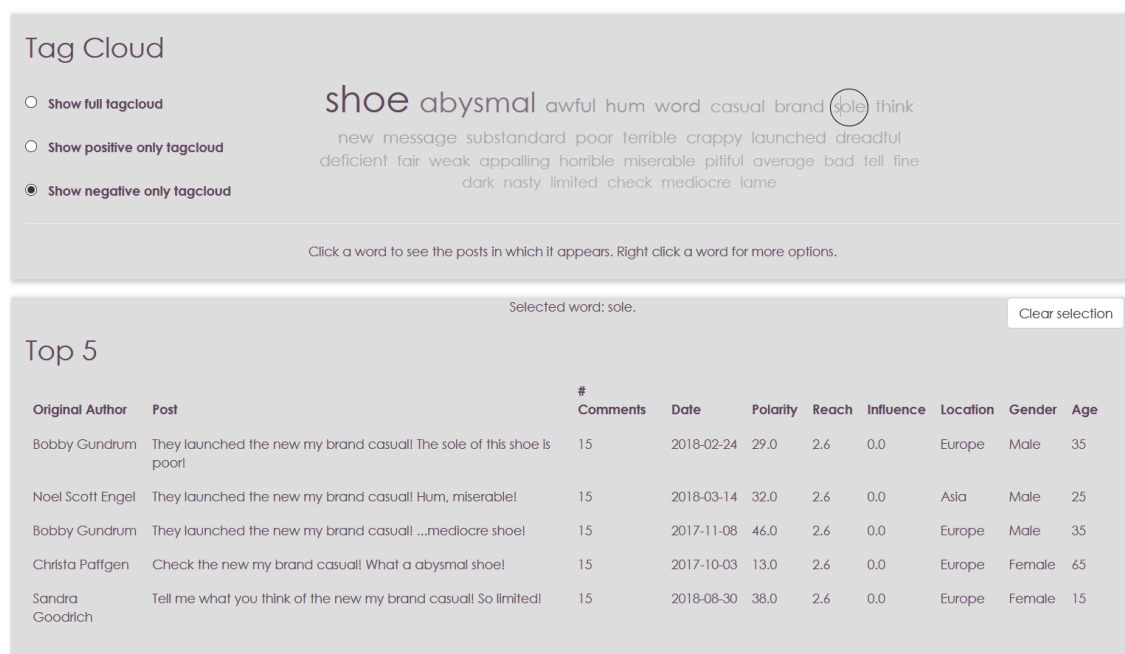 Tag Cloud
Show full tagcloud
Show positive only tagcloud
Show negative only tagcloud
shoe abysmal awful hum word casual brand sole think
new message substandard poor terrible crappy launched dreadful
deficient fair weak appalling horrible miserable pitiful average bad tell fine
dark nasty limited check mediocre lame
Click a word to see the posts in which it appears. Right click a word for more options.
Selected word: sole.
Clear selection
Top 5
Original Author Post # Comments Date Polarity Reach Influence Location Gender Age
Bobby Gundrum They launched the new my brand casual! The sole of this shoe is 15 2018-02-24 29.0 2.6 0.0 Europe Male 35
poor!
Noel Scott Engel They launched the new my brand casual! Hum, miserable! 15 2018-03-14 32.0 2.6 0.0 Asia Male 25
Bobby Gundrum They launched the new my brand casual! ...mediocre shoe! 15 2017-11-08 46.0 2.6 0.0 Europe Male 35
Christa Paffgen Check the new my brand casual! What a abysmal shoe! 15 2017-10-03 13.0 2.6 0.0 Europe Female 65
Sandra Tell me what you think of the new my brand casual! So limited! 15 2018-08-30 38.0 2.6 0.0 Europe Female 15
Goodrich